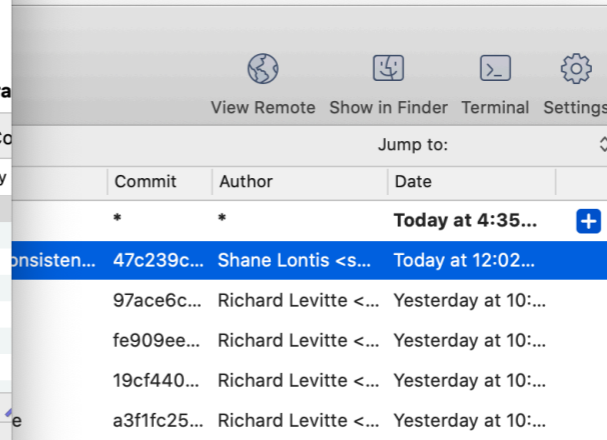 View Remote Show in Finder Terminal Settings
Jump to:
Commit Author Date
* * Today at 4:35...
onsisten... 47c239c... Shane Lontis <s... Today at 12:02...
97ace6c... Richard Levitte <... Yesterday at 10:...
fe909ee... Richard Levitte <... Yesterday at 10:...
19cf440... Richard Levitte <... Yesterday at 10:...
e a3f1fc25... Richard Levitte <... Yesterday at 10:...